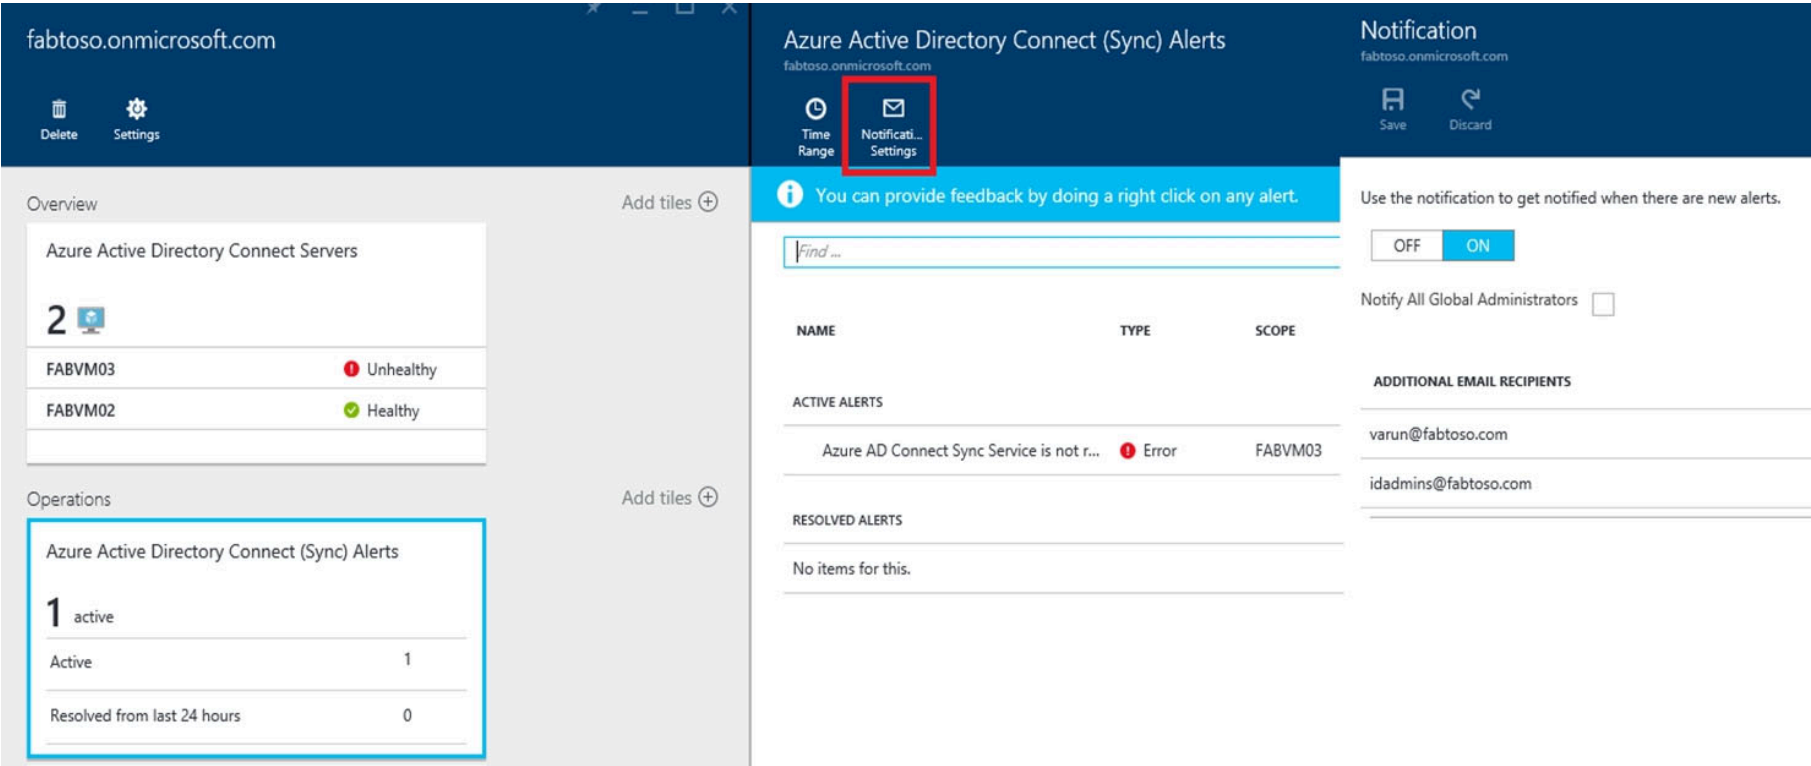 fabtoso.onmicrosoft.com
Delete
Settings
Overview
Add tiles
Azure Active Directory Connect Servers
2
FABVM03 Unhealthy
FABVM02 Healthy
Operations
Add tiles
Azure Active Directory Connect (Sync) Alerts
1 active
Active 1
Resolved from last 24 hours 0
Azure Active Directory Connect (Sync) Alerts
fabtoso.onmicrosoft.com
Time
Range
Notificati...
Settings
You can provide feedback by doing a right click on any alert.
Find ...
NAME TYPE SCOPE
ACTIVE ALERTS
Azure AD Connect Sync Service is not r... Error FABVM03
RESOLVED ALERTS
No items for this.
Notification
fabtoso.onmicrosoft.com
Save
Discard
Use the notification to get notified when there are new alerts.
OFF ON
Notify All Global Administrators
ADDITIONAL EMAIL RECIPIENTS
varun@fabtoso.com
idadmins@fabtoso.com